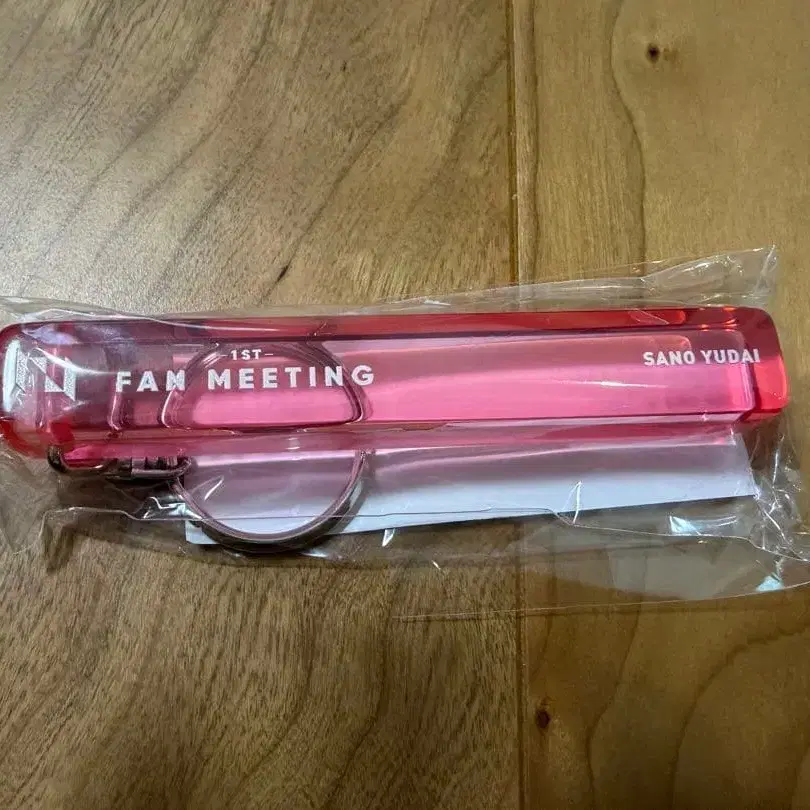 -1ST-
FAN MEETING
SANO YUDAI